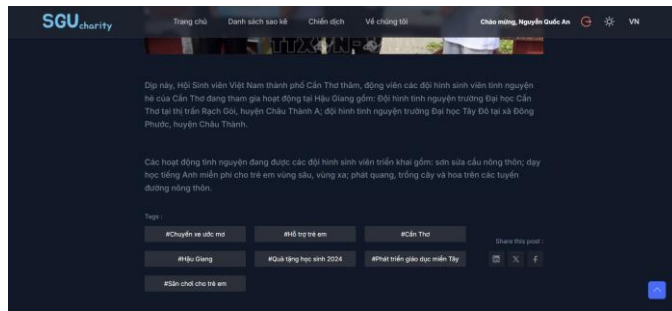 SGUcharity
Trang chủ
Danh sách sao kê
Chiến dịch
Về chúng tôi
Chào mừng, Nguyễn Quốc An
VN
TTXVN
Dịp này, Hội Sinh viên Việt Nam thành phố Cần Thơ thăm, động viên các đội hình sinh viên tình nguyện
hè của Cần Thơ đang tham gia hoạt động tại Hậu Giang gồm: Đội hình tình nguyện trường Đại học Cần
Thơ tại thị trấn Rạch Gòi, huyện Châu Thành A; đội hình tình nguyện trường Đại học Tây Đô tại xã Đông
Phước, huyện Châu Thành.
Các hoạt động tình nguyện đang được các đội hình sinh viên triển khai gồm: sơn sửa cầu nông thôn; dạy
học tiếng Anh miễn phí cho trẻ em vùng sâu, vùng xa; phát quang, trồng cây và hoa trên các tuyến
đường nông thôn.
Tags :
#Chuyến xe ước mơ
#Hỗ trợ trẻ em
#Cần Thơ
#Hậu Giang
#Quà tặng học sinh 2024
#Phát triển giáo dục miền Tây
#Sân chơi cho trẻ em
Share this post :